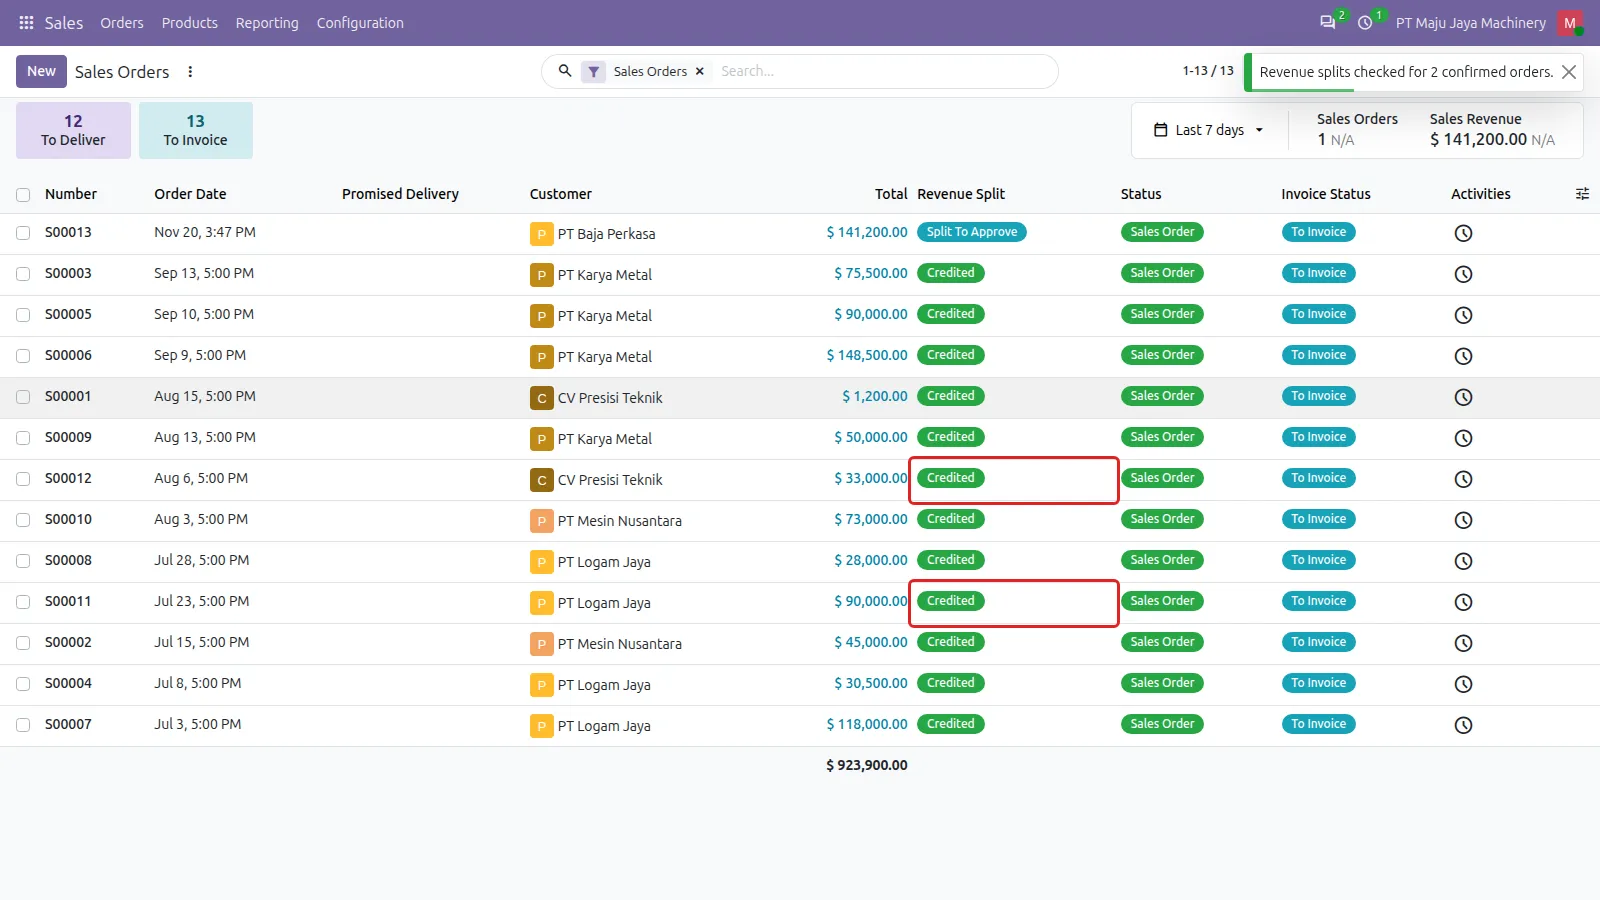 Sales Orders Products Reporting Configuration 2 1 PT Maju Jaya Machinery M
New Sales Orders Sales Orders × Search... 1-13 / 13 Revenue splits checked for 2 confirmed orders.
12 To Deliver
13 To Invoice
Last 7 days
Sales Orders 1 N/A
Sales Revenue $ 141,200.00 N/A
Number Order Date Promised Delivery Customer Total Revenue Split Status Invoice Status Activities
S00013 Nov 20, 3:47 PM P PT Baja Perkasa $ 141,200.00 Split To Approve Sales Order To Invoice
S00003 Sep 13, 5:00 PM P PT Karya Metal $ 75,500.00 Credited Sales Order To Invoice
S00005 Sep 10, 5:00 PM P PT Karya Metal $ 90,000.00 Credited Sales Order To Invoice
S00006 Sep 9, 5:00 PM P PT Karya Metal $ 148,500.00 Credited Sales Order To Invoice
S00001 Aug 15, 5:00 PM C CV Presisi Teknik $ 1,200.00 Credited Sales Order To Invoice
S00009 Aug 13, 5:00 PM P PT Karya Metal $ 50,000.00 Credited Sales Order To Invoice
S00012 Aug 6, 5:00 PM C CV Presisi Teknik $ 33,000.00 Credited Sales Order To Invoice
S00010 Aug 3, 5:00 PM P PT Mesin Nusantara $ 73,000.00 Credited Sales Order To Invoice
S00008 Jul 28, 5:00 PM P PT Logam Jaya $ 28,000.00 Credited Sales Order To Invoice
S00011 Jul 23, 5:00 PM P PT Logam Jaya $ 90,000.00 Credited Sales Order To Invoice
S00002 Jul 15, 5:00 PM P PT Mesin Nusantara $ 45,000.00 Credited Sales Order To Invoice
S00004 Jul 8, 5:00 PM P PT Logam Jaya $ 30,500.00 Credited Sales Order To Invoice
S00007 Jul 3, 5:00 PM P PT Logam Jaya $ 118,000.00 Credited Sales Order To Invoice
$ 923,900.00